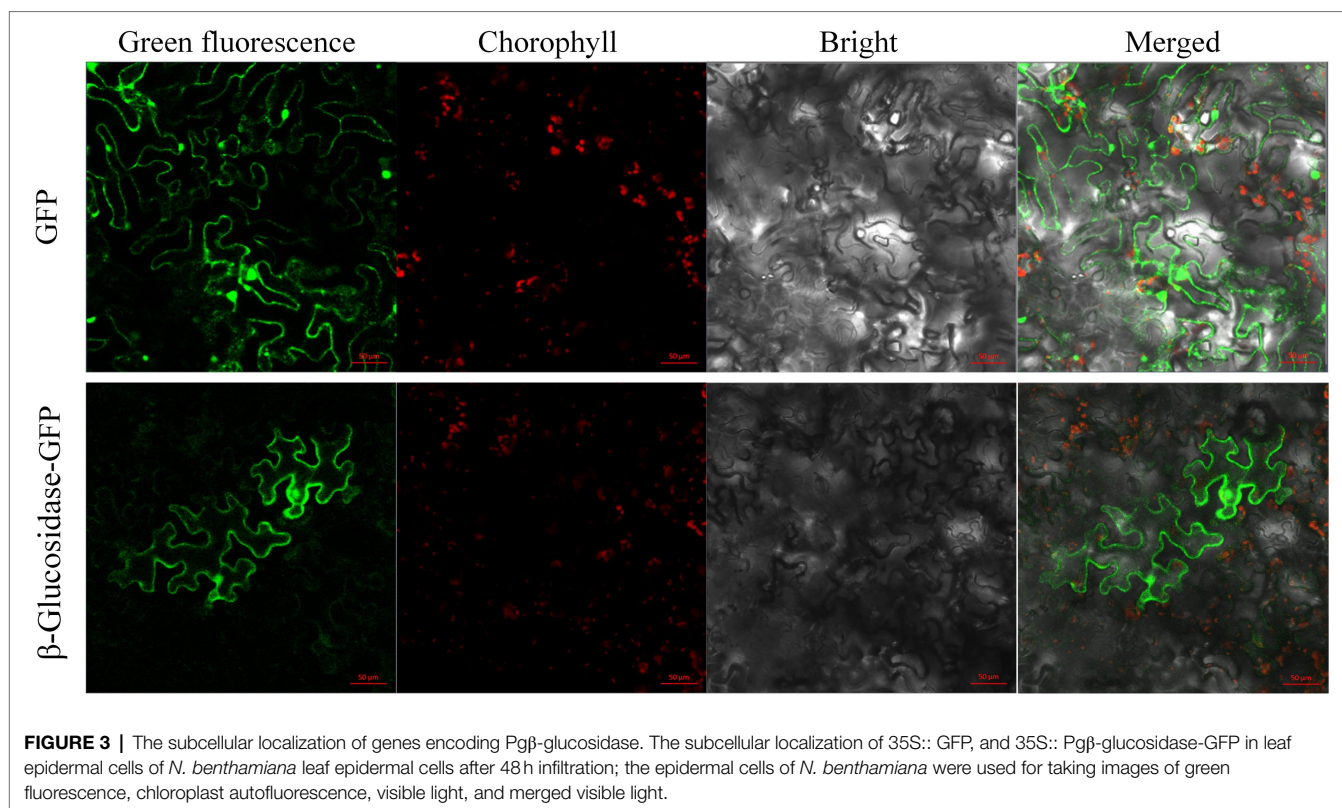 Green fluorescence
Chorophyll
Bright
Merged
GFP
50 µm
50 µm
50 µm
50 µm
β-Glucosidase-GFP
50 µm
50 µm
50 µm
50 µm
FIGURE 3 | The subcellular localization of genes encoding Pgβ-glucosidase. The subcellular localization of 35S:: GFP, and 35S:: Pgβ-glucosidase-GFP in leaf
epidermal cells of N. benthamiana leaf epidermal cells after 48 h infiltration; the epidermal cells of N. benthamiana were used for taking images of green
fluorescence, chloroplast autofluorescence, visible light, and merged visible light.